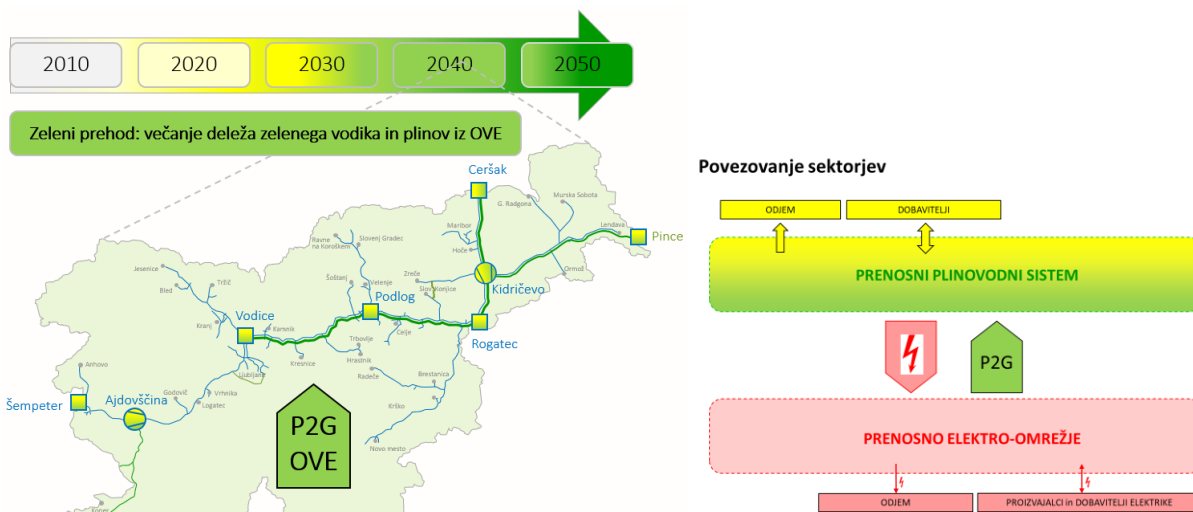 2010
2020
2030
2040
2050
Zeleni prehod: večanje deleža zelenega vodika in plinov iz OVE
Ceršak
Murska Sobota
G. Radgona
Maribor
Lendava
Pince
Hoče
Ravne
na Koroškem
Slovenj Gradec
Jesenice
Bled
Tržič
Šoštanj
Velenje
Zreče
Slov. Konjice
Kidričevo
Ormož
Podlog
Kranj
Vodice
Kamnik
Celje
Rogatec
Trbovlje
Hrastnik
Kresnice
Radeče
Ljubljana
Brestanica
Anhovo
Godovič
Vrhnika
Logatec
Šempeter
Ajdovščina
Krško
Novo mesto
P2G
OVE
Koper
Povezovanje sektorjev
ODJEM
DOBAVITELJI
PRENOSNI PLINOVODNI SISTEM
P2G
PRENOSNO ELEKTRO-OMREŽJE
ODJEM
PROIZVAJALCI in DOBAVITELJI ELEKTRIKE